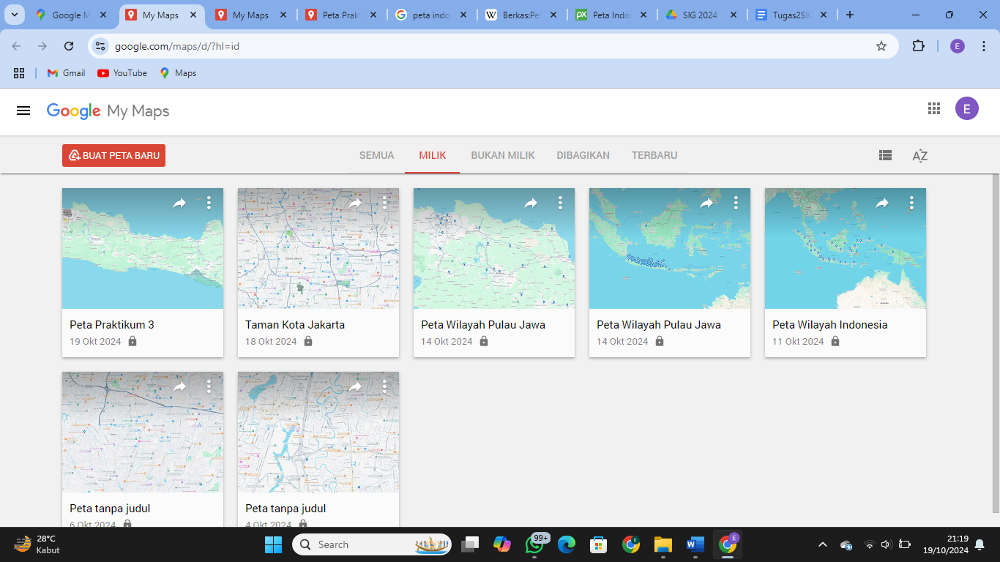 Google M
My Maps
My Maps
Peta Prakt
peta indo
Berkas:Pe
Peta Indo
SIG 2024
Tugas2SIG
google.com/maps/d/?hl=id
E
Gmail
YouTube
Maps
Google My Maps
E
BUAT PETA BARU
SEMUA
MILIK
BUKAN MILIK
DIBAGIKAN
TERBARU
AZ
Peta Praktikum 3
19 Okt 2024
Taman Kota Jakarta
18 Okt 2024
Peta Wilayah Pulau Jawa
14 Okt 2024
Peta Wilayah Pulau Jawa
14 Okt 2024
Peta Wilayah Indonesia
11 Okt 2024
Peta tanpa judul
6 Okt 2024
Peta tanpa judul
4 Okt 2024
28°C
Kabut
Search
99+
E
E
21:19
19/10/2024